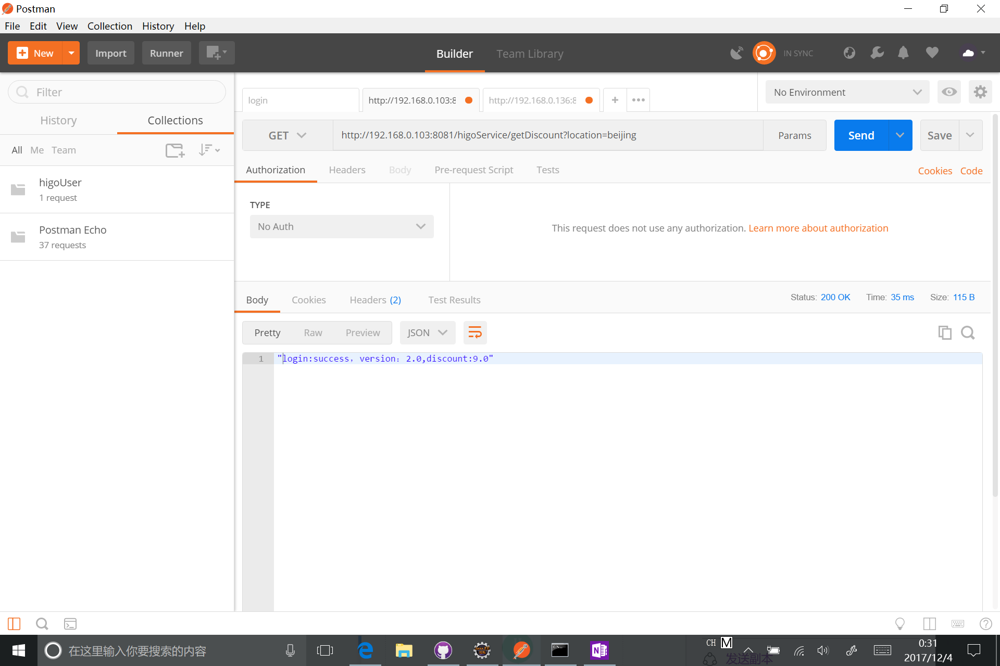 Postman
File Edit View Collection History Help
New Import Runner Builder Team Library IN SYNC
Filter
History Collections
All Me Team
higoUser
1 request
Postman Echo
37 requests
login http://192.168.0.103:8 http://192.168.0.136:8 + No Environment
GET http://192.168.0.103:8081/higoService/getDiscount?location=beijing Params Send Save
Authorization Headers Body Pre-request Script Tests Cookies Code
TYPE
No Auth
This request does not use any authorization. Learn more about authorization
Body Cookies Headers (2) Test Results Status: 200 OK Time: 35 ms Size: 115 B
Pretty Raw Preview JSON
1 "login:success，version：2.0,discount:9.0"
在这里输入你要搜索的内容
Java EE
IDE
N
CH M
发送副本
0:31
2017/12/4